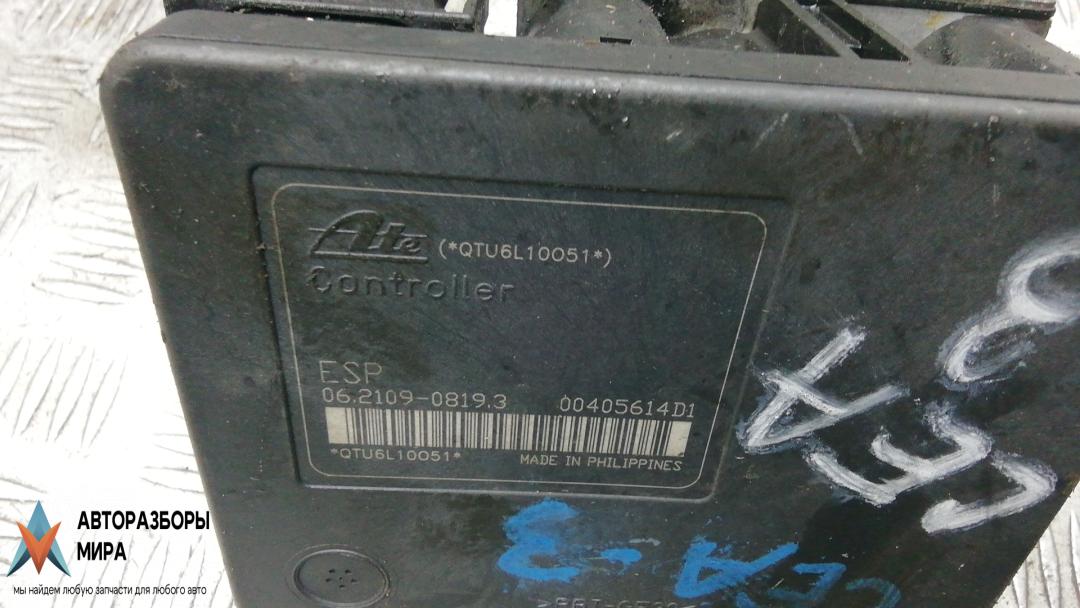 Ate (*QTU6L10051*)
Controller
ESP
06.2109-0819.3 00405614D1
*QTU6L10051* MADE IN PHILIPPINES
АВТОРАЗБОРЫ
МИРА
мы найдем любую запчасти для любого авто